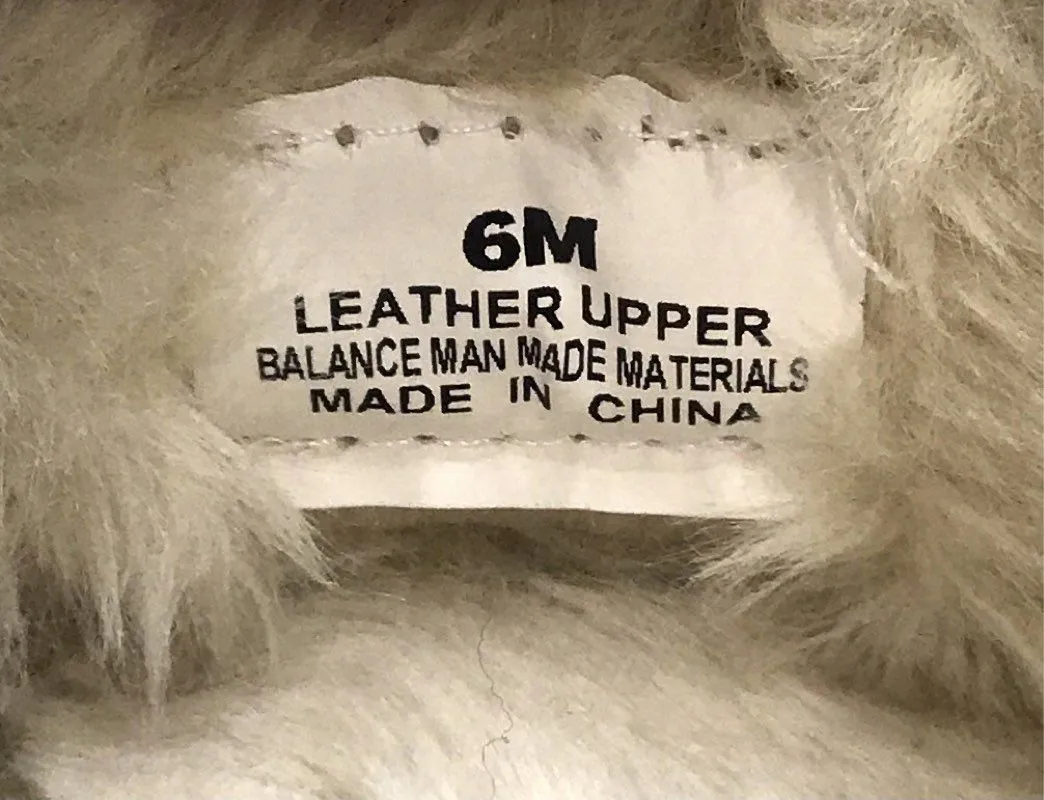 6M
LEATHER UPPER
BALANCE MAN MADE MATERIALS
MADE IN CHINA